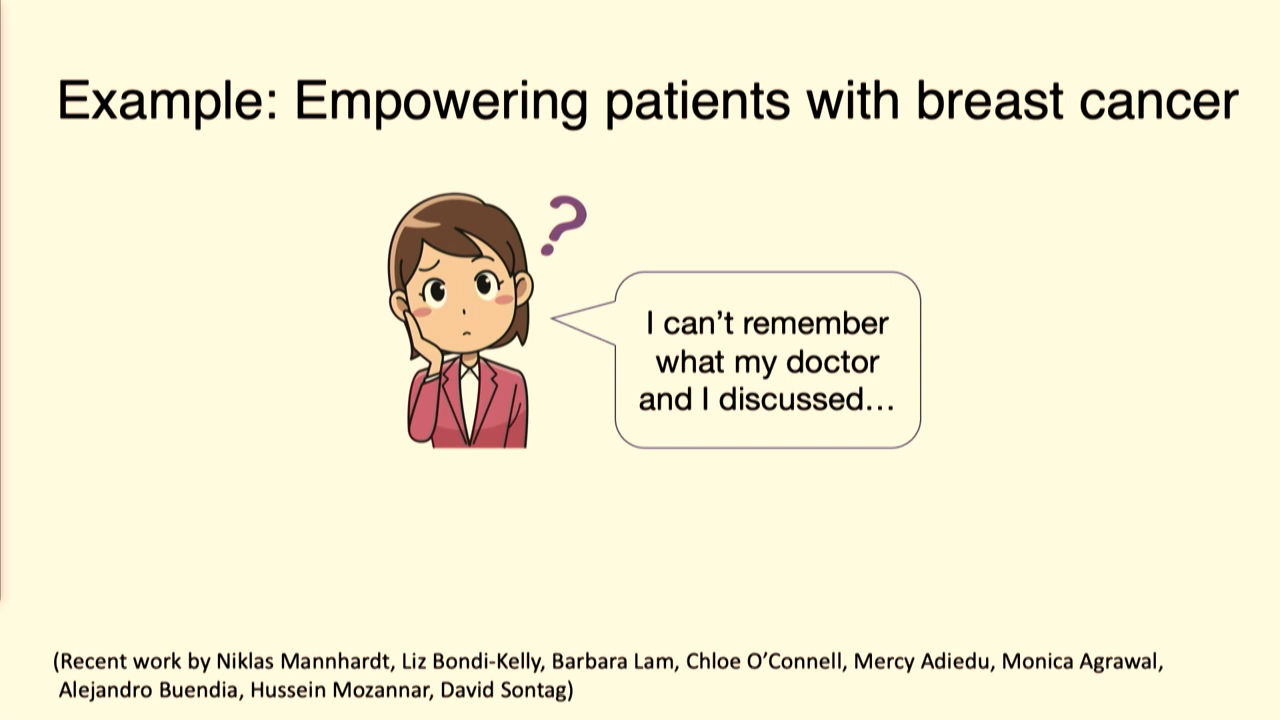 Example: Empowering patients with breast cancer
?
I can’t remember
what my doctor
and I discussed…
(Recent work by Niklas Mannhardt, Liz Bondi-Kelly, Barbara Lam, Chloe O’Connell, Mercy Adiedu, Monica Agrawal,
Alejandro Buendia, Hussein Mozannar, David Sontag)